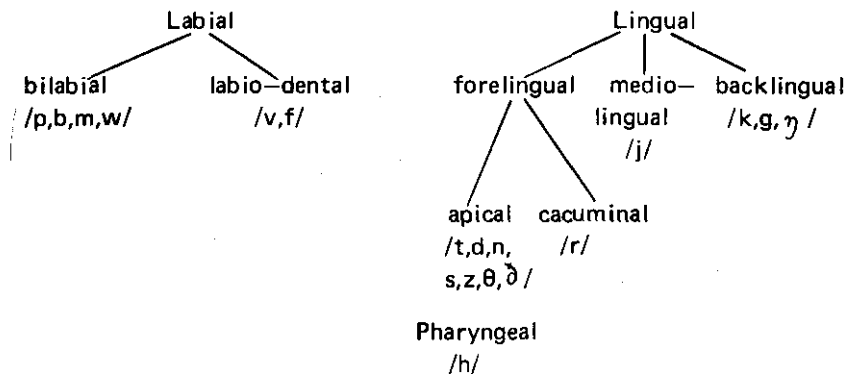 Labial
Lingual
bilabial
labio–dental
forelingual
medio–
lingual
backlingual
/p,b,m,w/
/v,f/
/j/
/k,g,η /
apical
cacuminal
/t,d,n,
s,z,θ,ð /
/r/
Pharyngeal
/h/